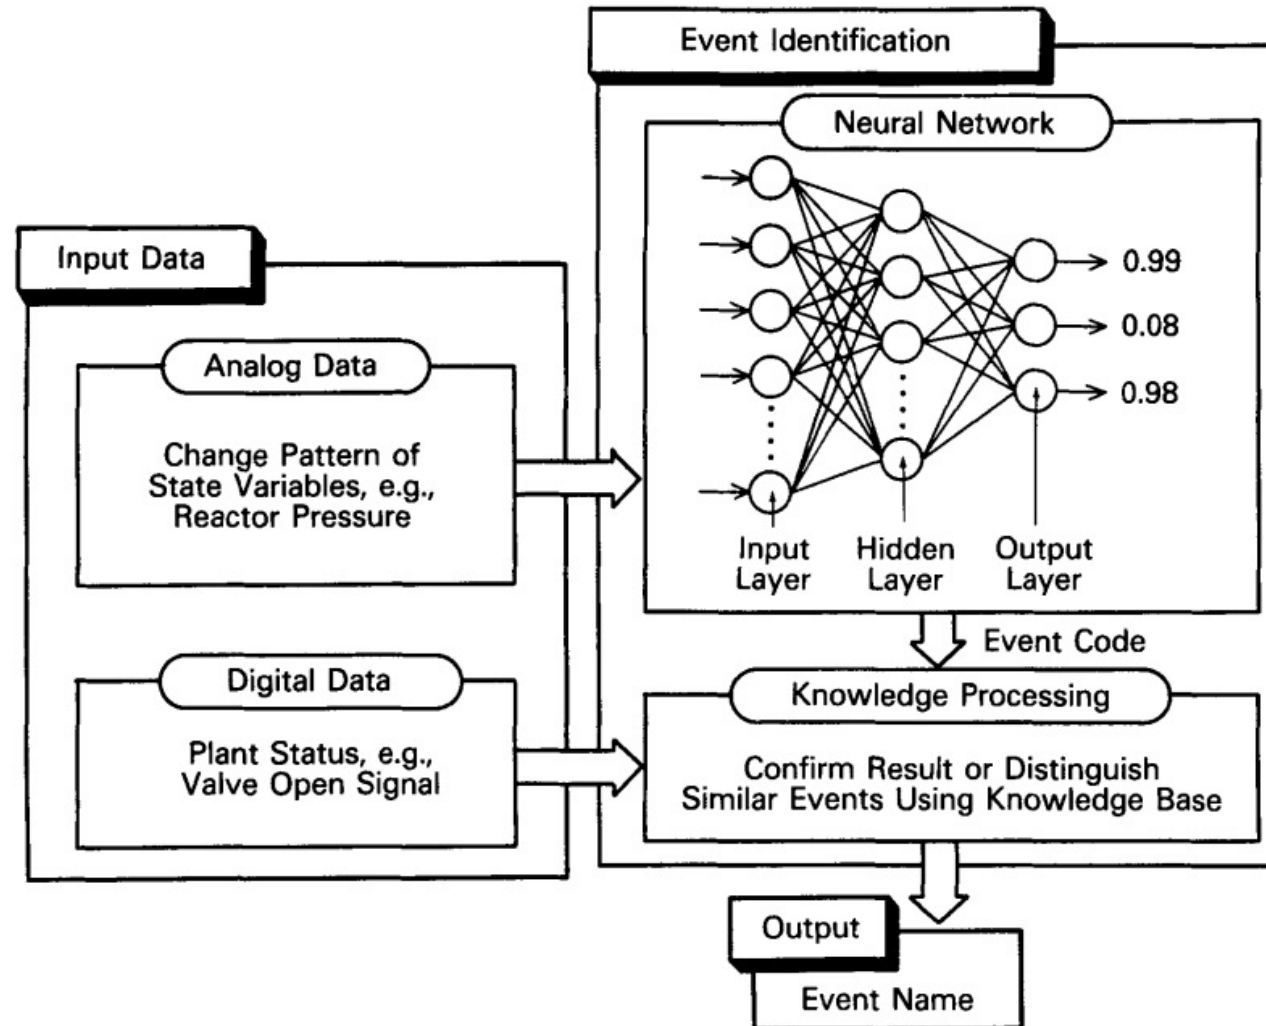 Event Identification
Neural Network
0.99
0.08
0.98
Input
Layer
Hidden
Layer
Output
Layer
Input Data
Analog Data
Change Pattern of
State Variables, e.g.,
Reactor Pressure
Digital Data
Plant Status, e.g.,
Valve Open Signal
Event Code
Knowledge Processing
Confirm Result or Distinguish
Similar Events Using Knowledge Base
Output
Event Name